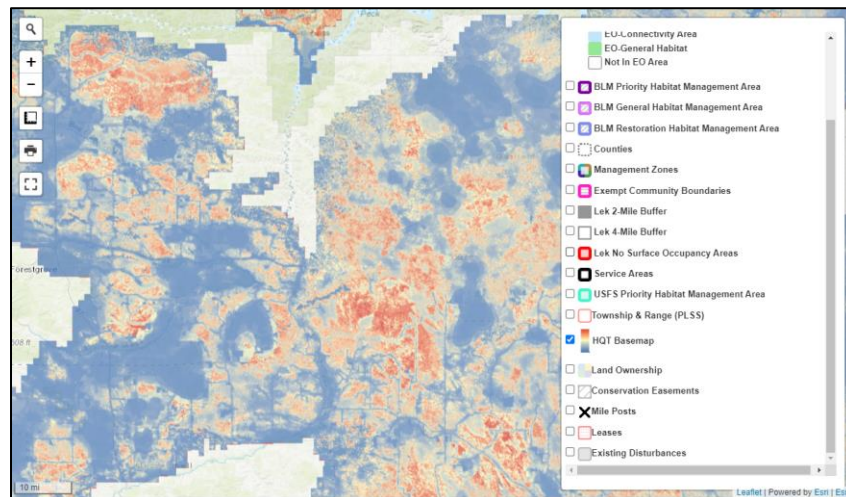 Peck
+
−
EO-Connectivity Area
EO-General Habitat
Not In EO Area
BLM Priority Habitat Management Area
BLM General Habitat Management Area
BLM Restoration Habitat Management Area
Counties
Management Zones
Exempt Community Boundaries
Lek 2-Mile Buffer
Lek 4-Mile Buffer
Lek No Surface Occupancy Areas
Service Areas
USFS Priority Habitat Management Area
Township & Range (PLSS)
HQT Basemap
Land Ownership
Conservation Easements
Mile Posts
Leases
Existing Disturbances
10 mi
Leaflet | Powered by Esri | Esr